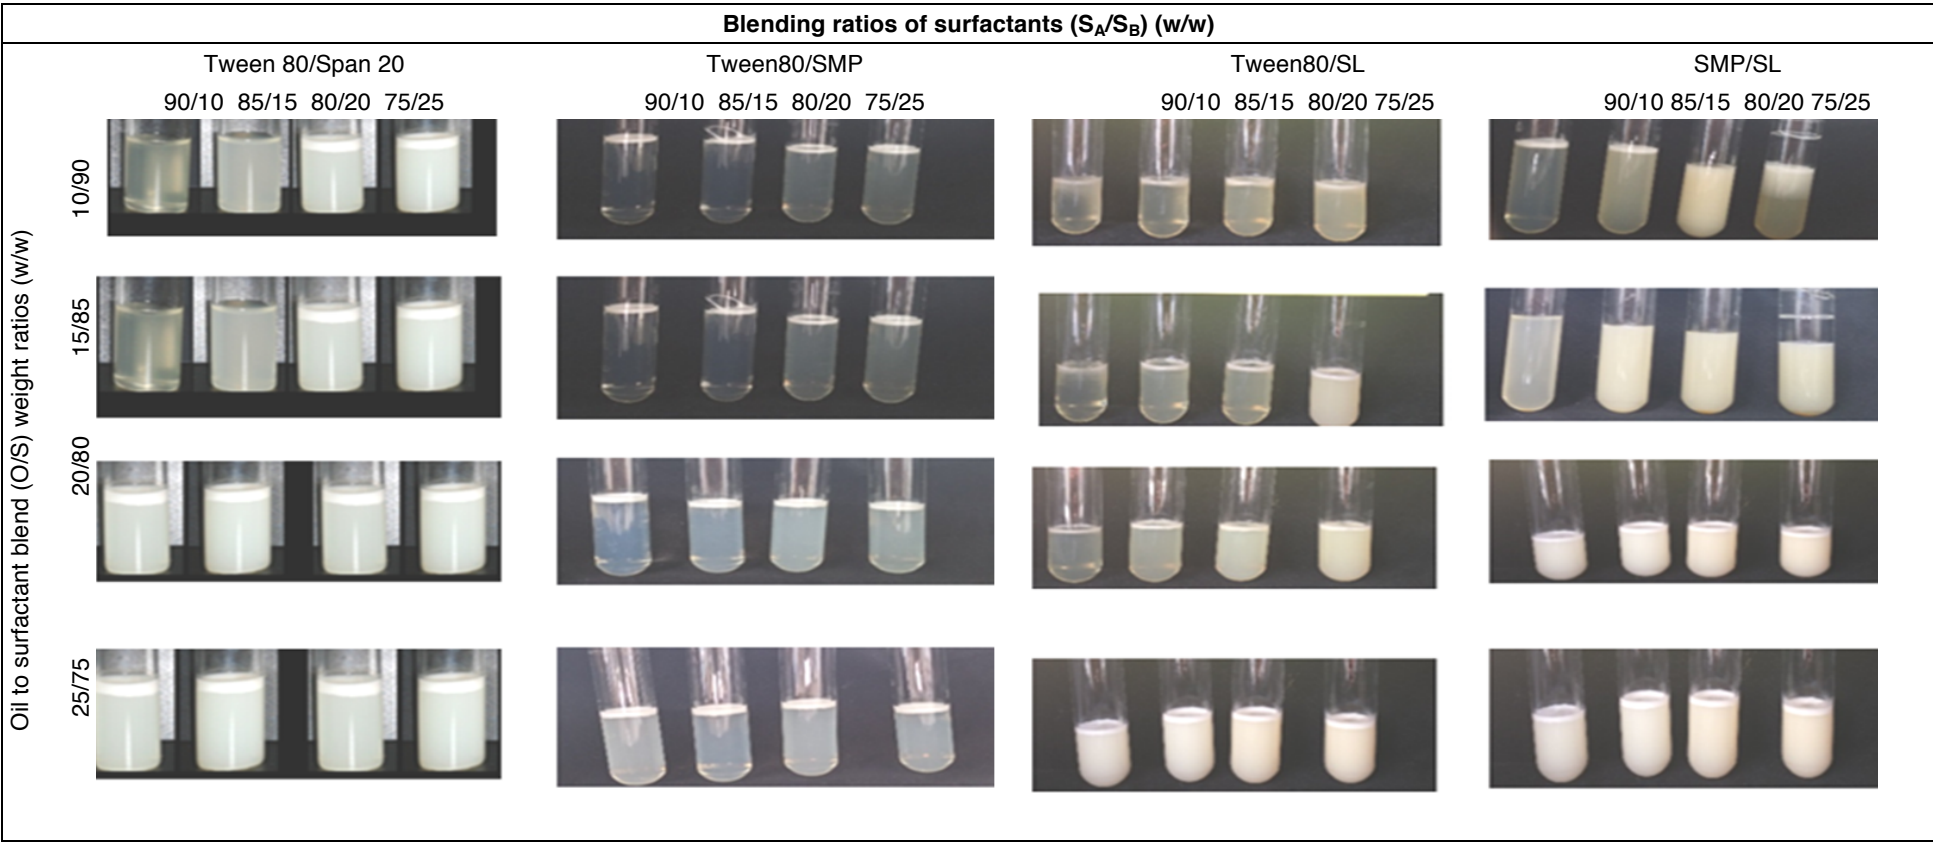 Blending ratios of surfactants (SA/SB) (w/w)
Tween 80/Span 20 Tween80/SMP Tween80/SL SMP/SL
90/10 85/15 80/20 75/25 90/10 85/15 80/20 75/25 90/10 85/15 80/20 75/25 90/10 85/15 80/20 75/25
Oil to surfactant blend (O/S) weight ratios (w/w)
10/90
15/85
20/80
25/75